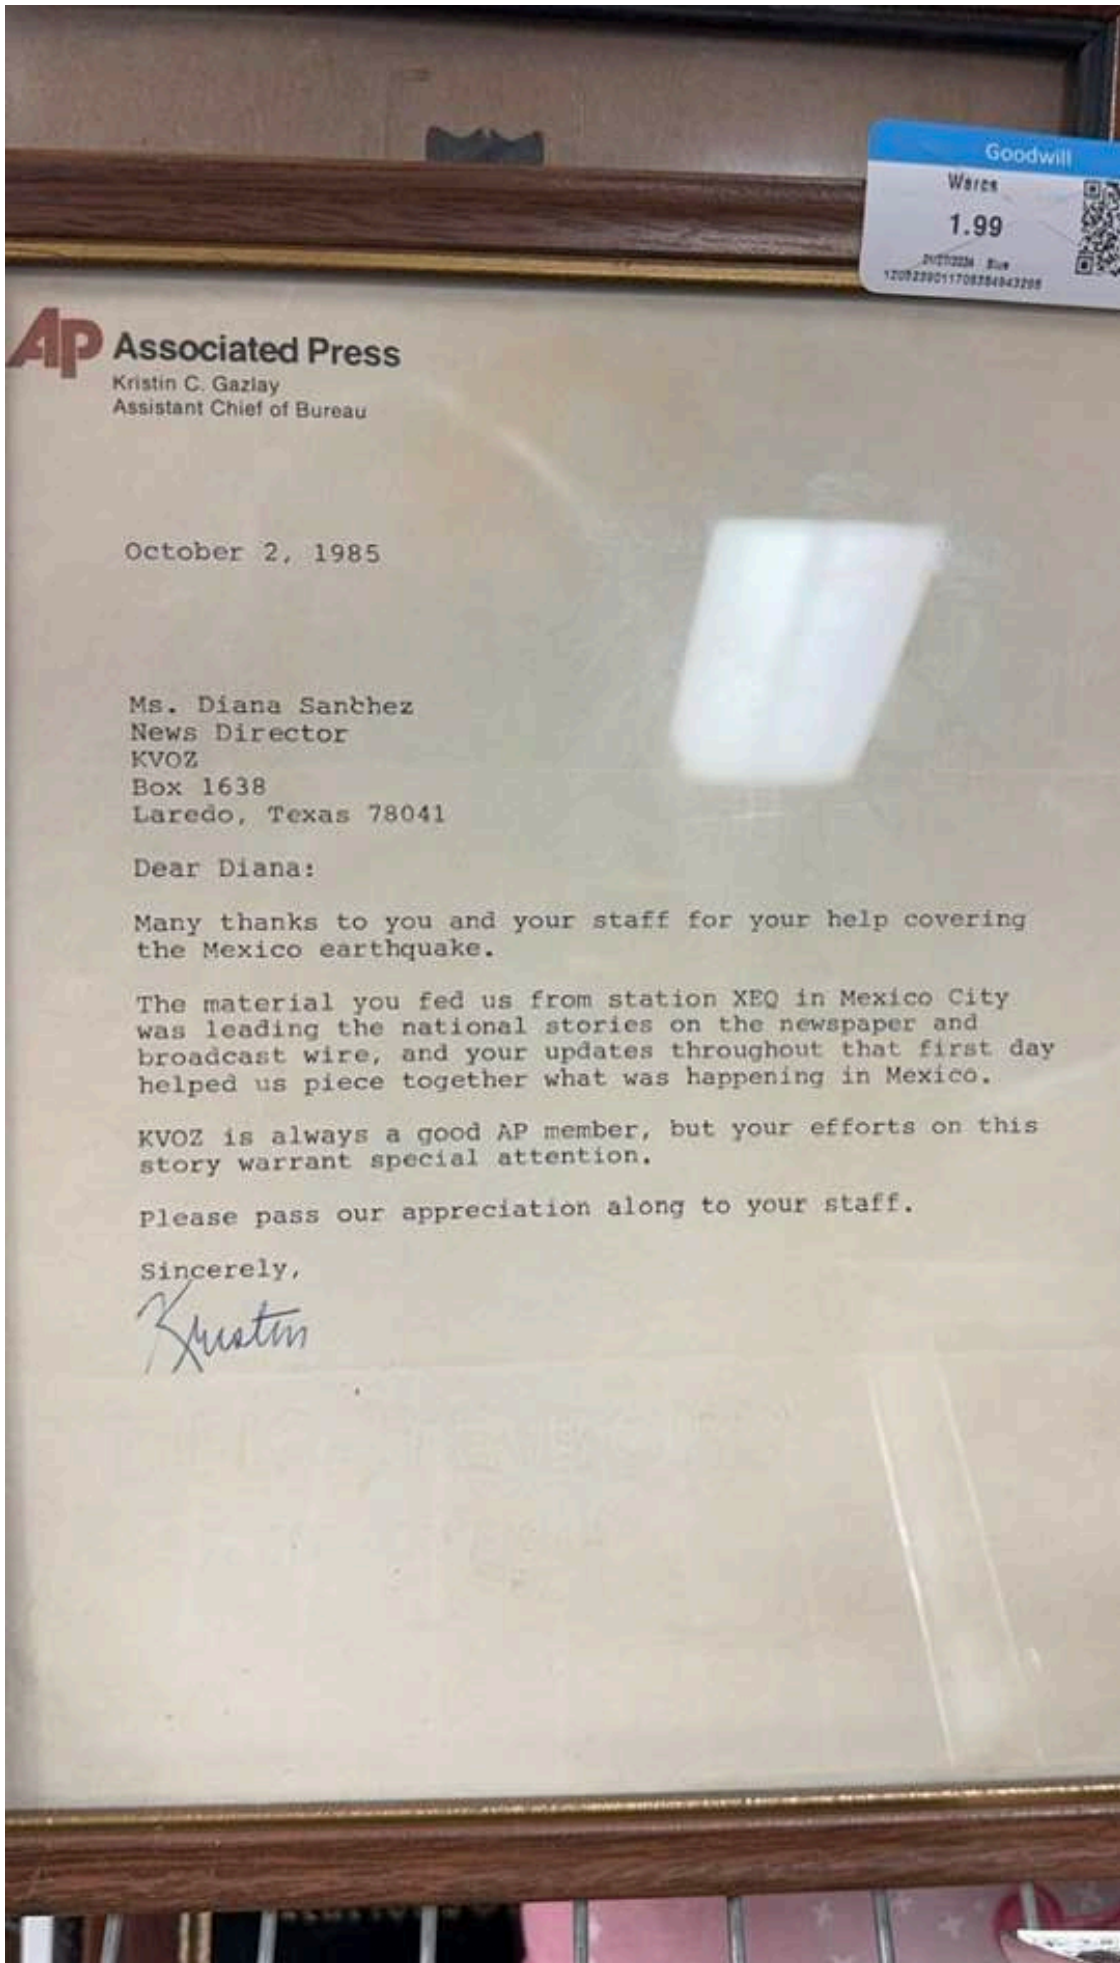 Goodwill
Wares
1.99
Blue
AP Associated Press
Kristin C. Gazlay
Assistant Chief of Bureau
October 2, 1985
Ms. Diana Sanchez
News Director
KVOZ
Box 1638
Laredo, Texas 78041
Dear Diana:
Many thanks to you and your staff for your help covering
the Mexico earthquake.
The material you fed us from station XEQ in Mexico City
was leading the national stories on the newspaper and
broadcast wire, and your updates throughout that first day
helped us piece together what was happening in Mexico.
KVOZ is always a good AP member, but your efforts on this
story warrant special attention.
Please pass our appreciation along to your staff.
Sincerely,
Kristin